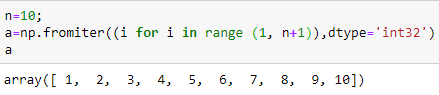 n=10;
a=np.fromiter((i for i in range (1, n+1)),dtype='int32')
a
array([ 1,  2,  3,  4,  5,  6,  7,  8,  9, 10])